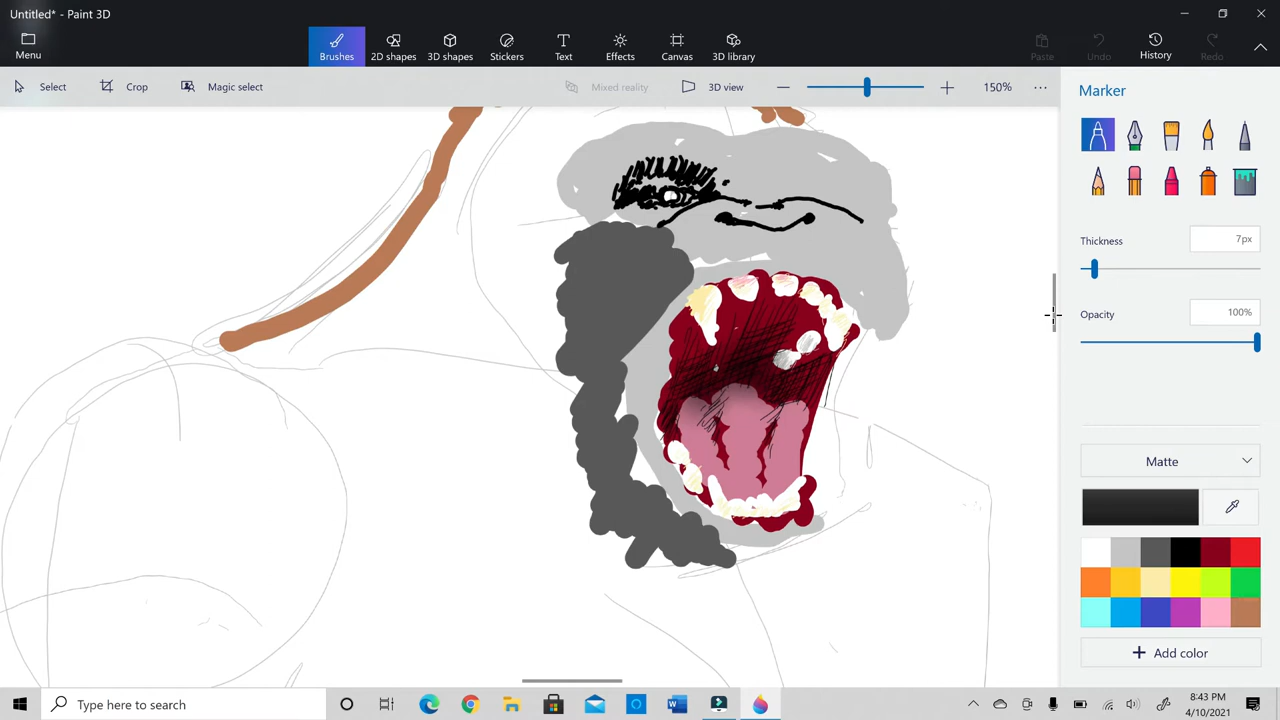 Untitled* - Paint 3D
Menu
Brushes
2D shapes
3D shapes
Stickers
Text
Effects
Canvas
3D library
Paste
Undo
History
Redo
Select
Crop
Magic select
Mixed reality
3D view
150%
Marker
Thickness
7px
Opacity
100%
Matte
Add color
Type here to search
8:43 PM
4/10/2021